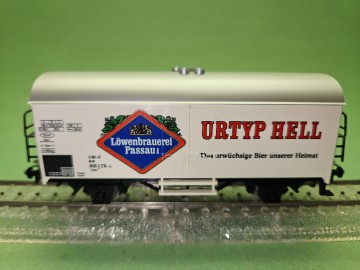 Löwenbrauerei
Passau
URTYP HELL
Das urwüchsige Bier unserer Heimat